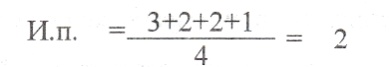 И.п. = 3+2+2+1 / 4 = 2